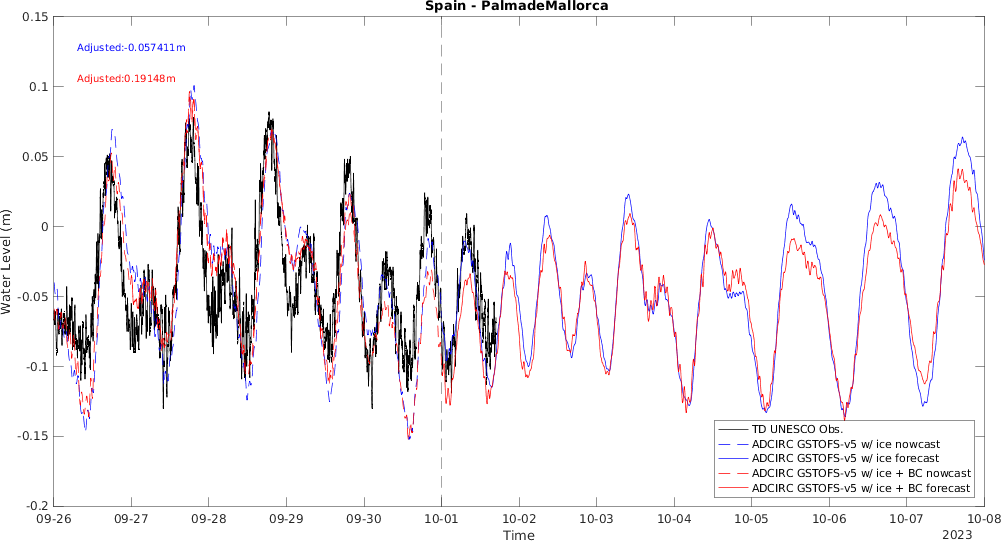 Spain - PalmadeMallorca
Adjusted:-0.057411m
Adjusted:0.19148m
Water Level (m)
0.15
0.1
0.05
0
-0.05
-0.1
-0.15
-0.2
TD UNESCO Obs.
ADCIRC GSTOFS-v5 w/ ice nowcast
ADCIRC GSTOFS-v5 w/ ice forecast
ADCIRC GSTOFS-v5 w/ ice + BC nowcast
ADCIRC GSTOFS-v5 w/ ice + BC forecast
09-26 09-27 09-28 09-29 09-30 10-01 10-02 10-03 10-04 10-05 10-06 10-07 10-08
Time
2023